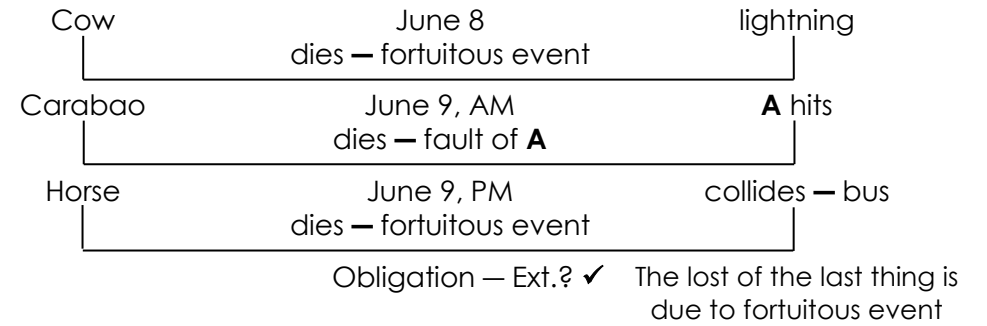 Cow June 8 lightning
dies — fortuitous event
Carabao June 9, AM A hits
dies — fault of A
Horse June 9, PM collides — bus
dies — fortuitous event
Obligation — Ext.? ✓ The lost of the last thing is
due to fortuitous event